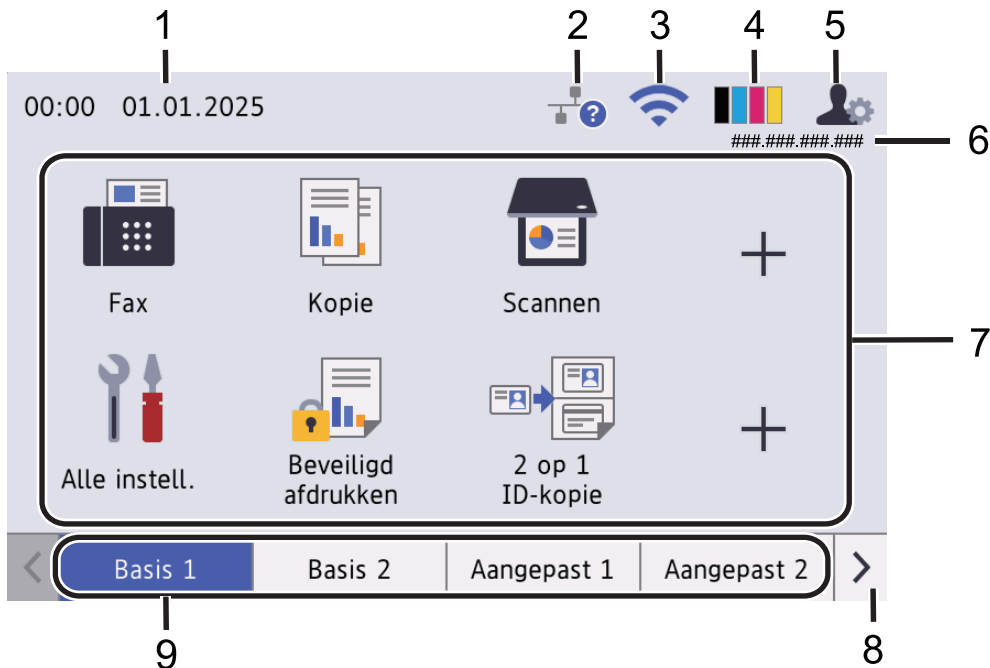 1 2 3 4 5
00:00 01.01.2025
###.###.###.### 6
Fax Kopie Scannen
7
Alle instell. Beveiligd afdrukken 2 op 1 ID-kopie
Basis 1 Basis 2 Aangepast 1 Aangepast 2
9 8